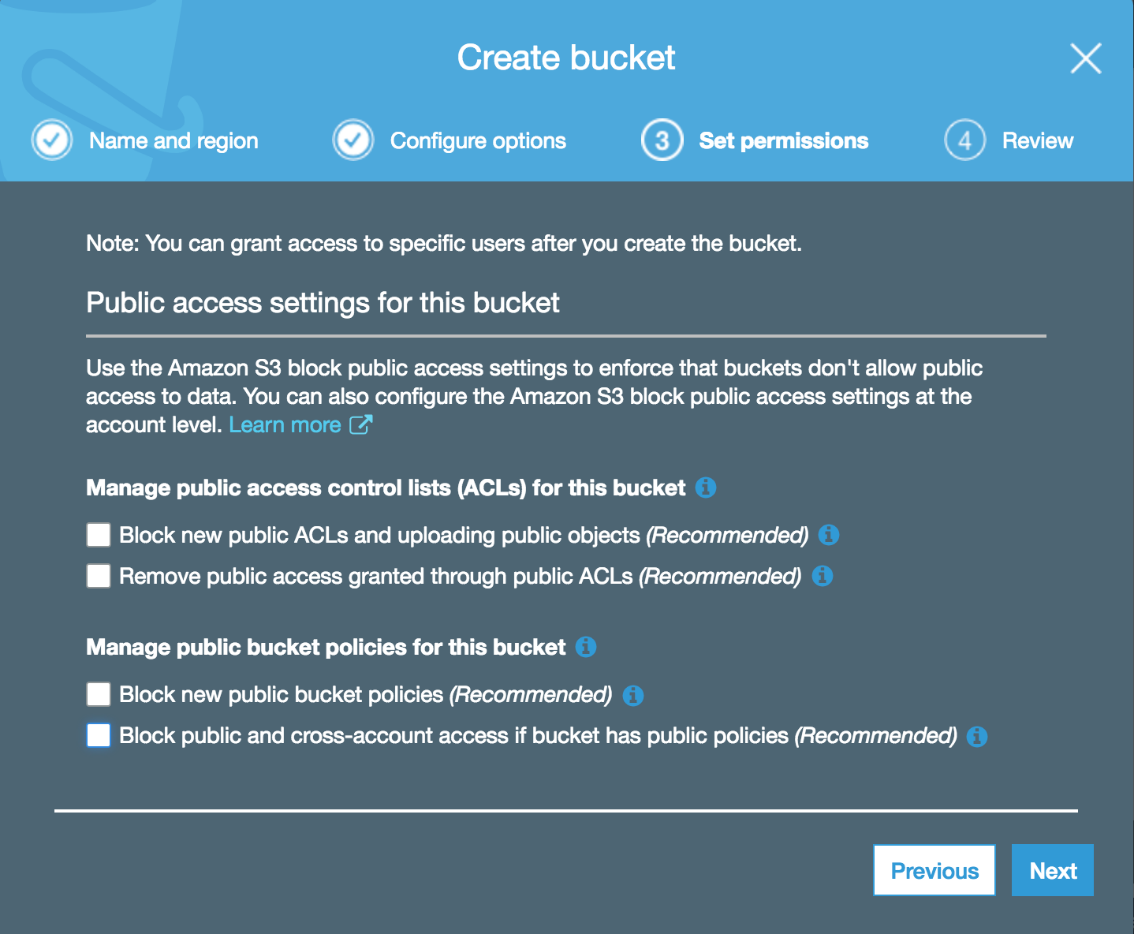 Create bucket
Name and region
Configure options
3 Set permissions
4 Review
Note: You can grant access to specific users after you create the bucket.
Public access settings for this bucket
Use the Amazon S3 block public access settings to enforce that buckets don't allow public
access to data. You can also configure the Amazon S3 block public access settings at the
account level. Learn more
Manage public access control lists (ACLs) for this bucket
Block new public ACLs and uploading public objects (Recommended)
Remove public access granted through public ACLs (Recommended)
Manage public bucket policies for this bucket
Block new public bucket policies (Recommended)
Block public and cross-account access if bucket has public policies (Recommended)
Previous
Next